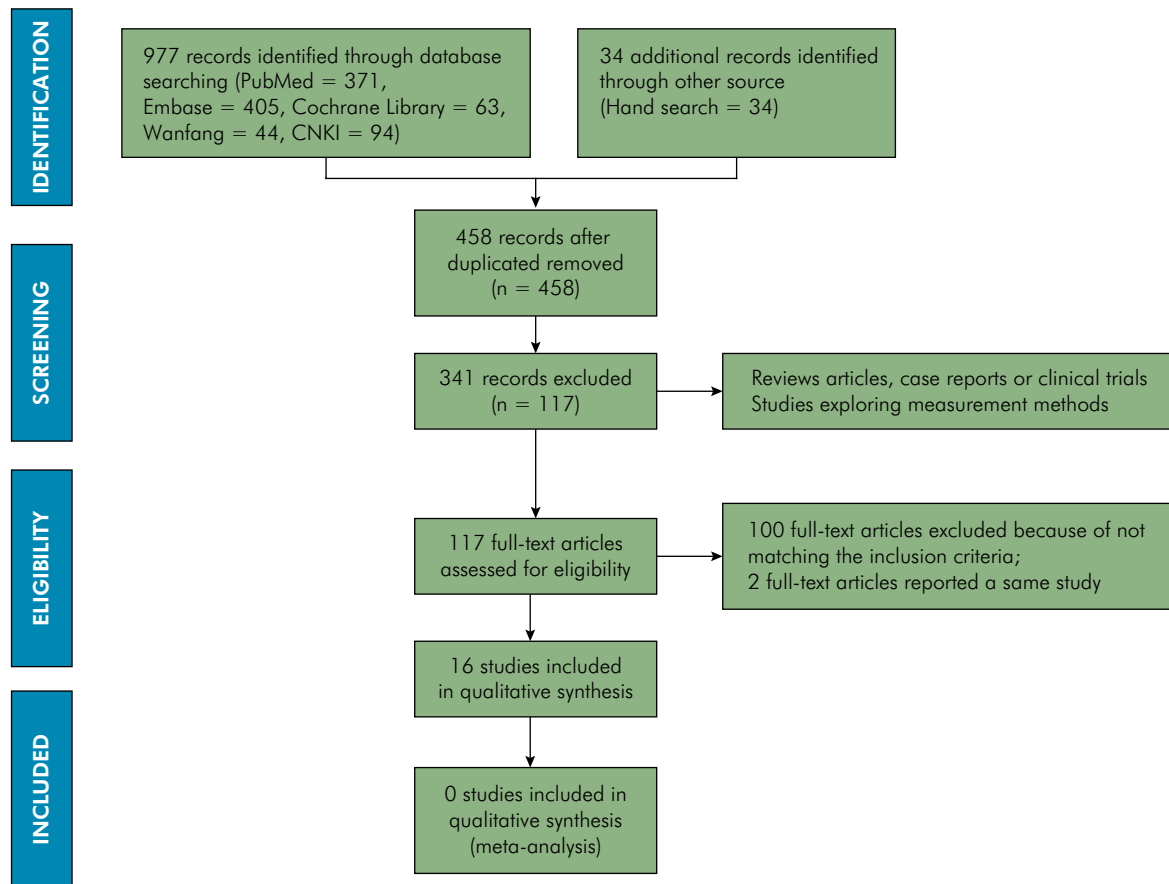 IDENTIFICATION
977 records identified through database
searching (PubMed = 371,
Embase = 405, Cochrane Library = 63,
Wanfang = 44, CNKI = 94)
34 additional records identified
through other source
(Hand search = 34)
458 records after
duplicated removed
(n = 458)
SCREENING
341 records excluded
(n = 117)
Reviews articles, case reports or clinical trials
Studies exploring measurement methods
ELIGIBILITY
117 full-text articles
assessed for eligibility
100 full-text articles excluded because of not
matching the inclusion criteria;
2 full-text articles reported a same study
16 studies included
in qualitative synthesis
INCLUDED
0 studies included in
qualitative synthesis
(meta-analysis)